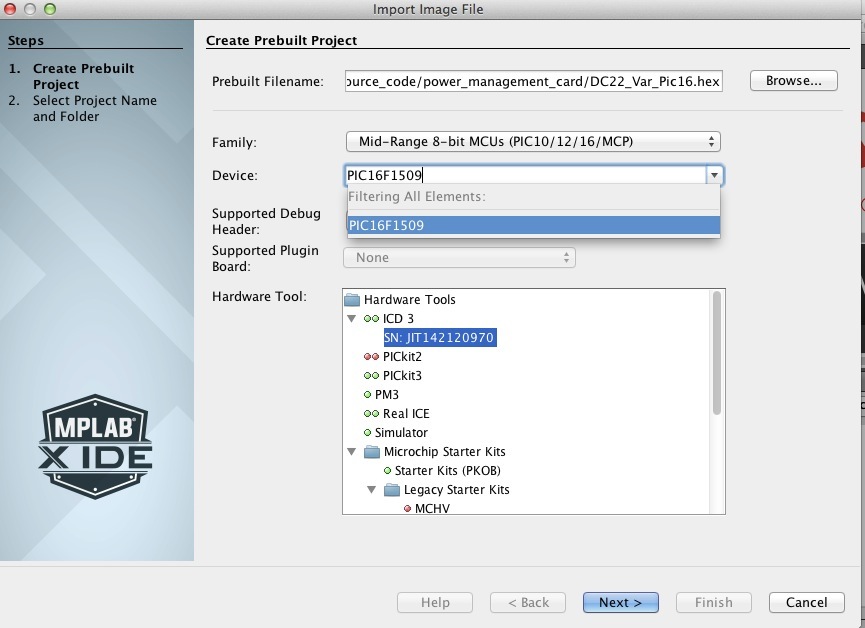 Import Image File
Steps
1. Create Prebuilt
Project
2. Select Project Name
and Folder
MPLAB
X IDE
Create Prebuilt Project
Prebuilt Filename:
ource_code/power_management_card/DC22_Var_Pic16.hex
Browse...
Family:
Mid-Range 8-bit MCUs (PIC10/12/16/MCP)
Device:
PIC16F1509
Filtering All Elements:
PIC16F1509
Supported Debug
Header:
Supported Plugin
Board:
None
Hardware Tool:
Hardware Tools
ICD 3
SN: JIT142120970
PICkit2
PICkit3
PM3
Real ICE
Simulator
Microchip Starter Kits
Starter Kits (PKOB)
Legacy Starter Kits
MCHV
Help
< Back
Next >
Finish
Cancel